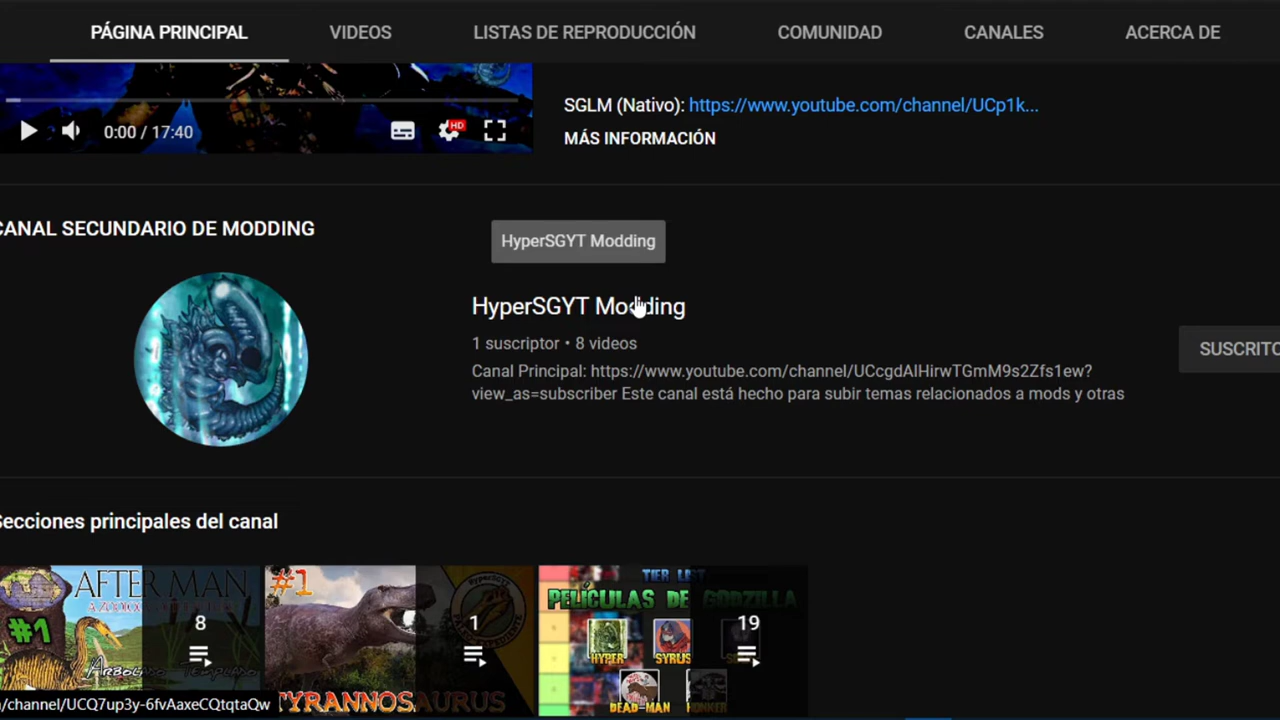 PÁGINA PRINCIPAL
VIDEOS
LISTAS DE REPRODUCCIÓN
COMUNIDAD
CANALES
ACERCA DE
0:00 / 17:40
HD
SGLM (Nativo): https://www.youtube.com/channel/UCp1k...
MÁS INFORMACIÓN
CANAL SECUNDARIO DE MODDING
HyperSGYT Modding
HyperSGYT Modding
1 suscriptor • 8 videos
Canal Principal: https://www.youtube.com/channel/UCcgdAIHirwTGmM9s2Zfs1ew?
view_as=subscriber Este canal está hecho para subir temas relacionados a mods y otras
SUSCRITO
Secciones principales del canal
AFTER MAN
#1
8
ARBOLADO TEMPLADO
#1
1
TYRANNOSAURUS
TIER LIST
PELÍCULAS DE GODZILLA
19
HYPER
SYRUS
DEAD-MAN
/channel/UCQ7up3y-6fvAaxeCQtqtaQw